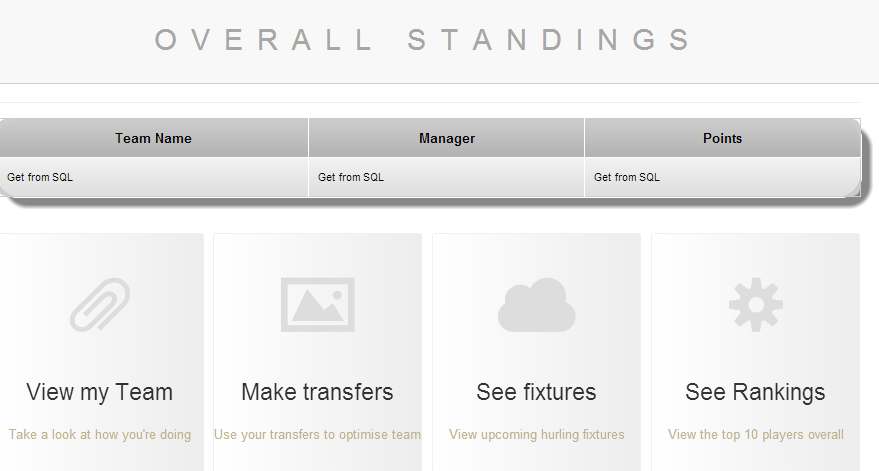 OVERALL STANDINGS
Team Name Manager Points
Get from SQL Get from SQL Get from SQL
View my Team Make transfers See fixtures See Rankings
Take a look at how you're doing Use your transfers to optimise team View upcoming hurling fixtures View the top 10 players overall